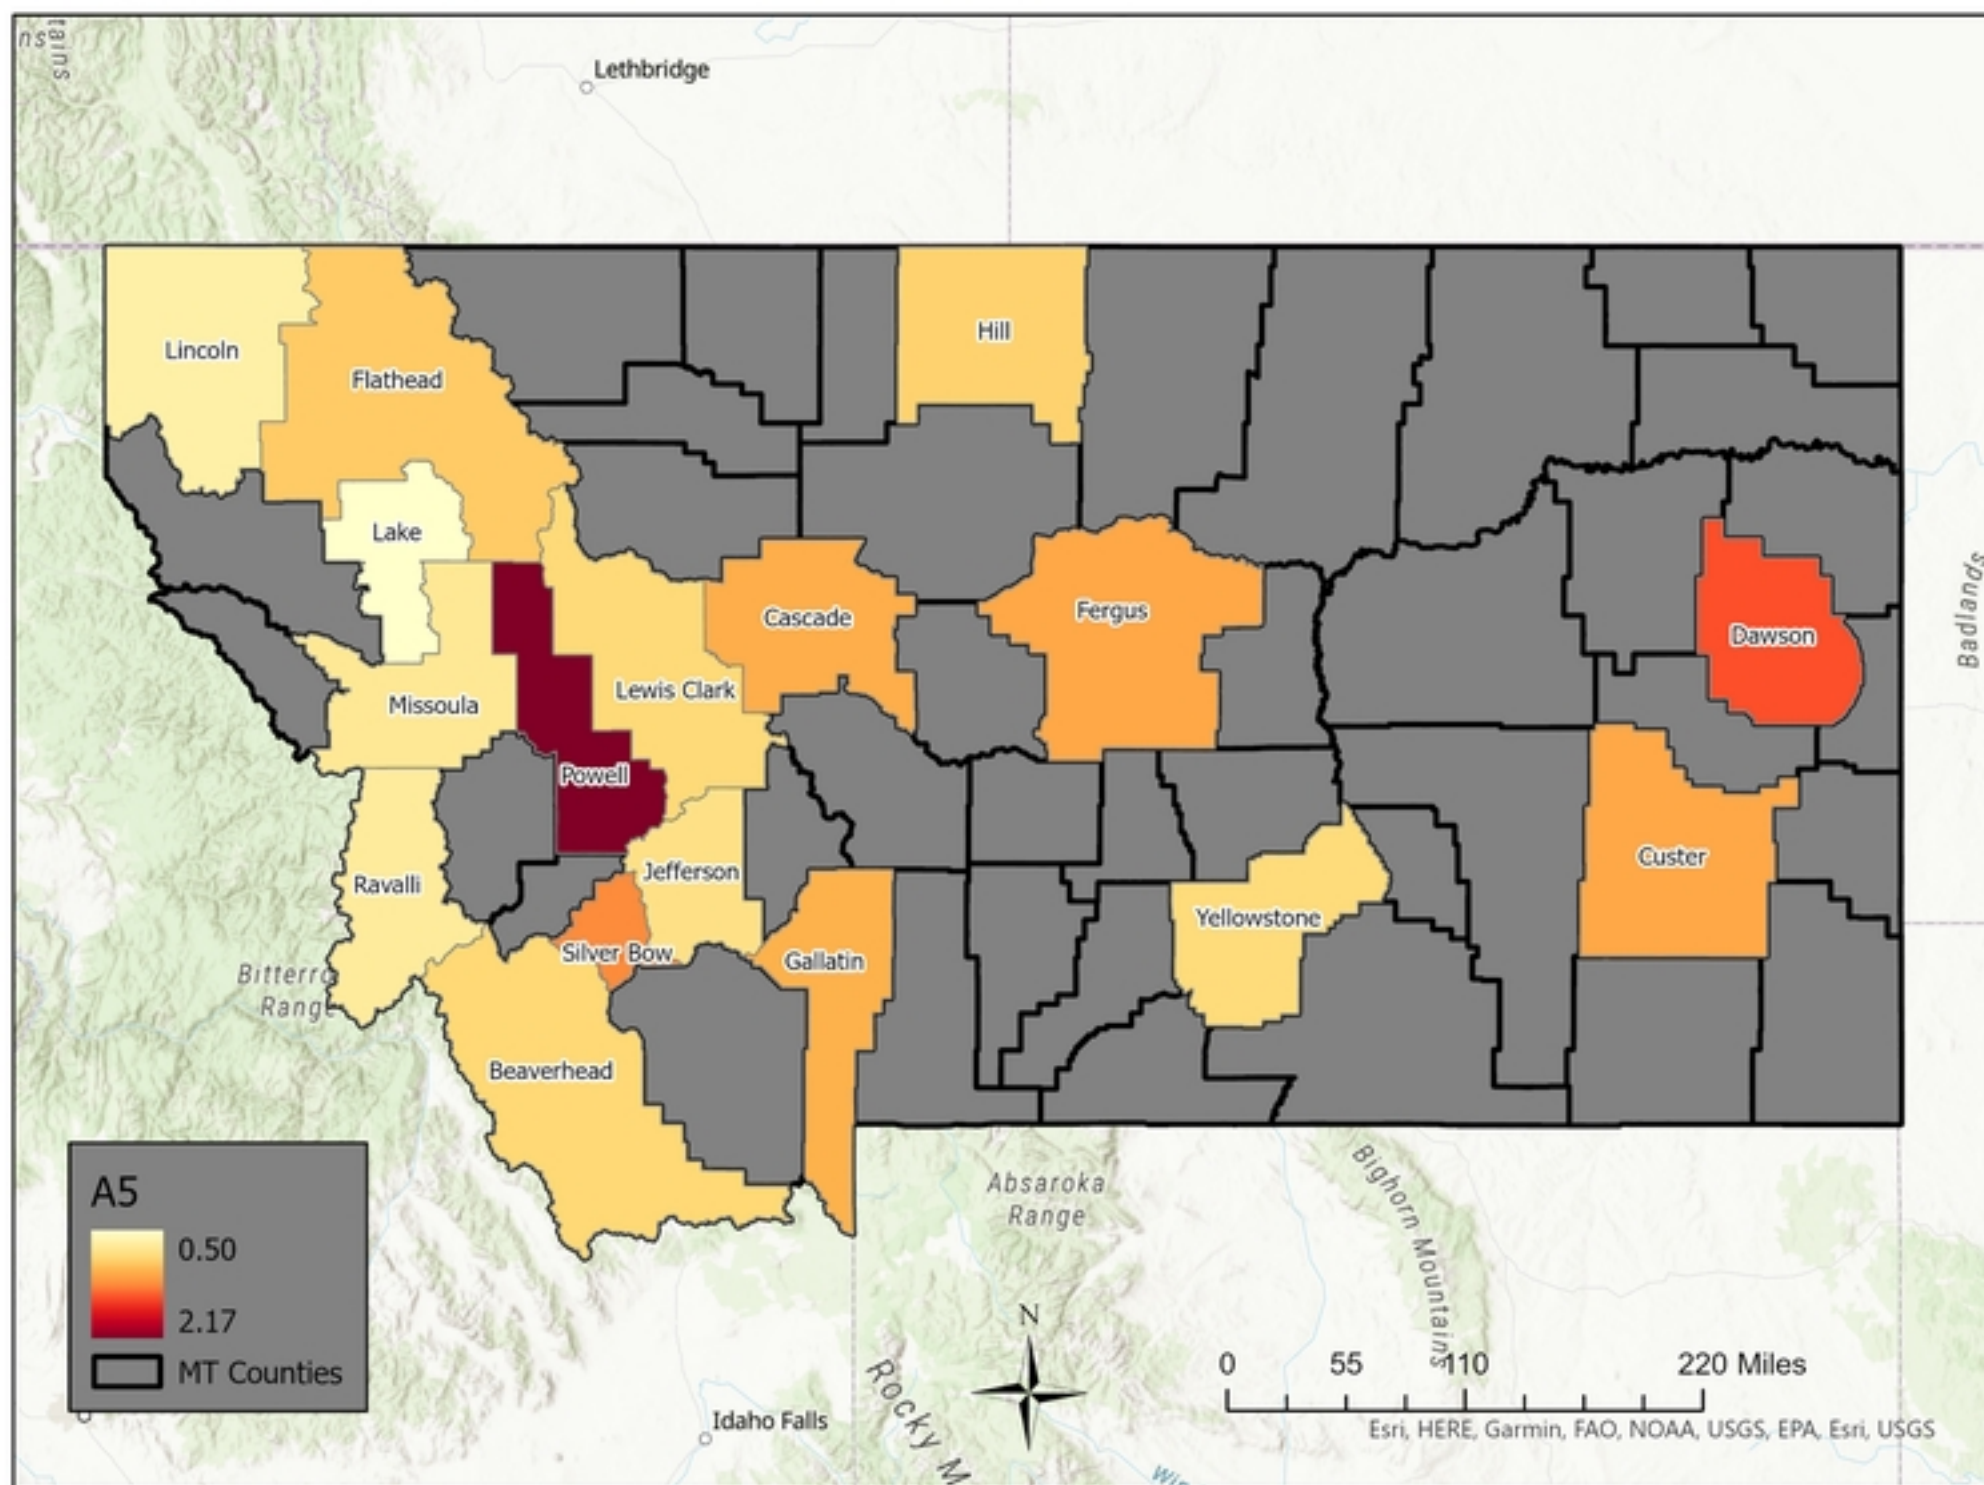 ns
tains
Lethbridge
Lincoln
Flathead
Hill
Lake
Cascade
Fergus
Dawson
Badlands
Missoula
Lewis Clark
Powell
Ravalli
Jefferson
Custer
Silver Bow
Gallatin
Yellowstone
Bitterro
Range
Beaverhead
Absaroka
Range
Bighorn Mountains
A5
0.50
2.17
MT Counties
N
0 55 110 220 Miles
Rocky M
Idaho Falls
Esri, HERE, Garmin, FAO, NOAA, USGS, EPA, Esri, USGS